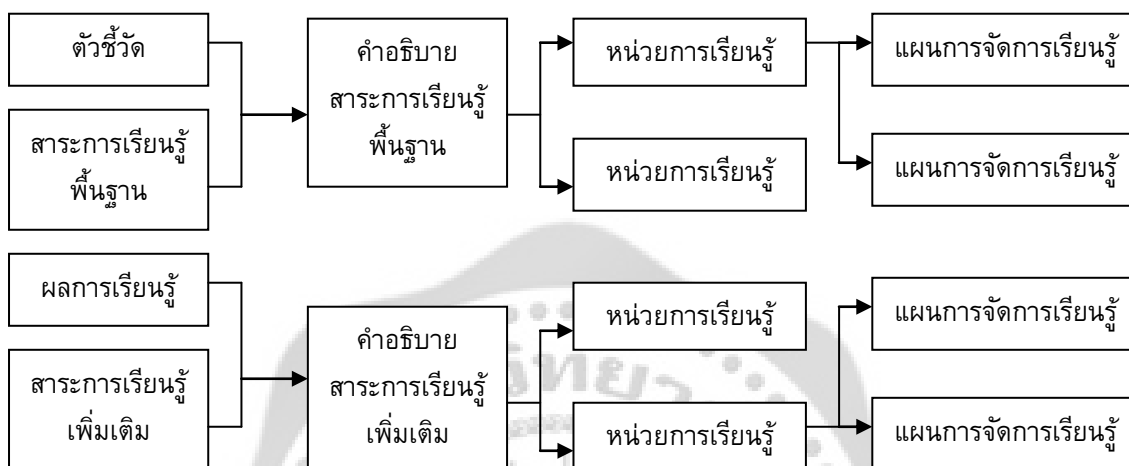 ตัวชี้วัด
สาระการเรียนรู้
พื้นฐาน
คำอธิบาย
สาระการเรียนรู้
พื้นฐาน
หน่วยการเรียนรู้
หน่วยการเรียนรู้
แผนการจัดการเรียนรู้
แผนการจัดการเรียนรู้
ผลการเรียนรู้
สาระการเรียนรู้
เพิ่มเติม
คำอธิบาย
สาระการเรียนรู้
เพิ่มเติม
หน่วยการเรียนรู้
หน่วยการเรียนรู้
แผนการจัดการเรียนรู้
แผนการจัดการเรียนรู้